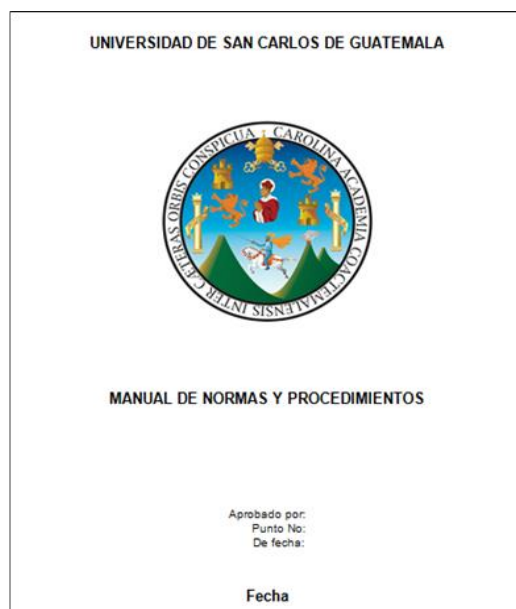 UNIVERSIDAD DE SAN CARLOS DE GUATEMALA
CAROLINA ACADEMIA COACTEMALENSIS INTER CÆTERAS ORBIS CONSPICUA
MANUAL DE NORMAS Y PROCEDIMIENTOS
Aprobado por:
Punto No:
De fecha:
Fecha